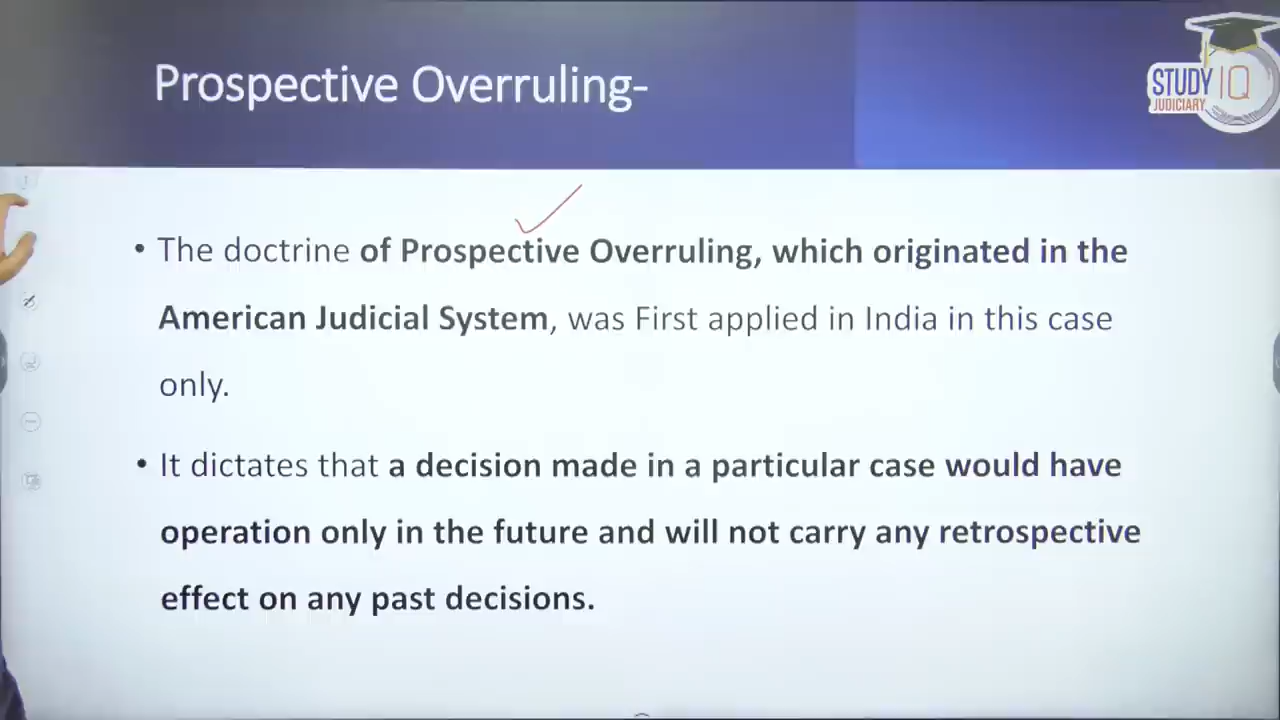 Prospective Overruling-
STUDY IQ
JUDICIARY
• The doctrine of Prospective Overruling, which originated in the
American Judicial System, was First applied in India in this case
only.
• It dictates that a decision made in a particular case would have
operation only in the future and will not carry any retrospective
effect on any past decisions.